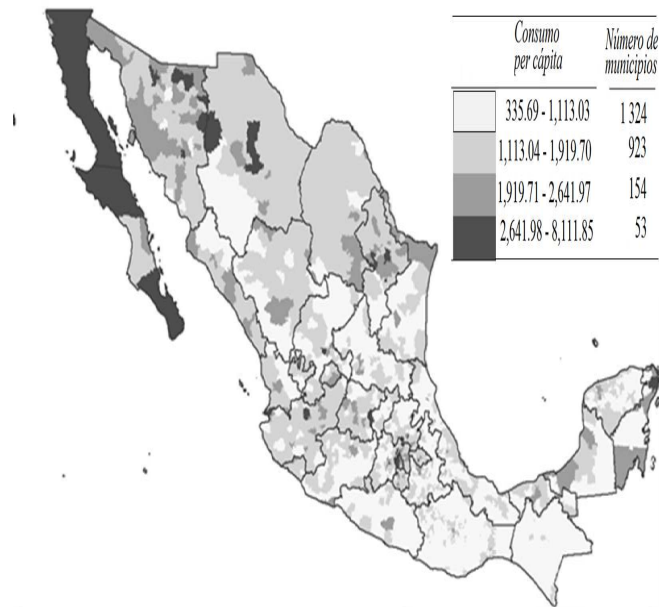 Consumo per cápita Número de municipios
335.69 - 1,113.03 1 324
1,113.04 - 1,919.70 923
1,919.71 - 2,641.97 154
2,641.98 - 8,111.85 53